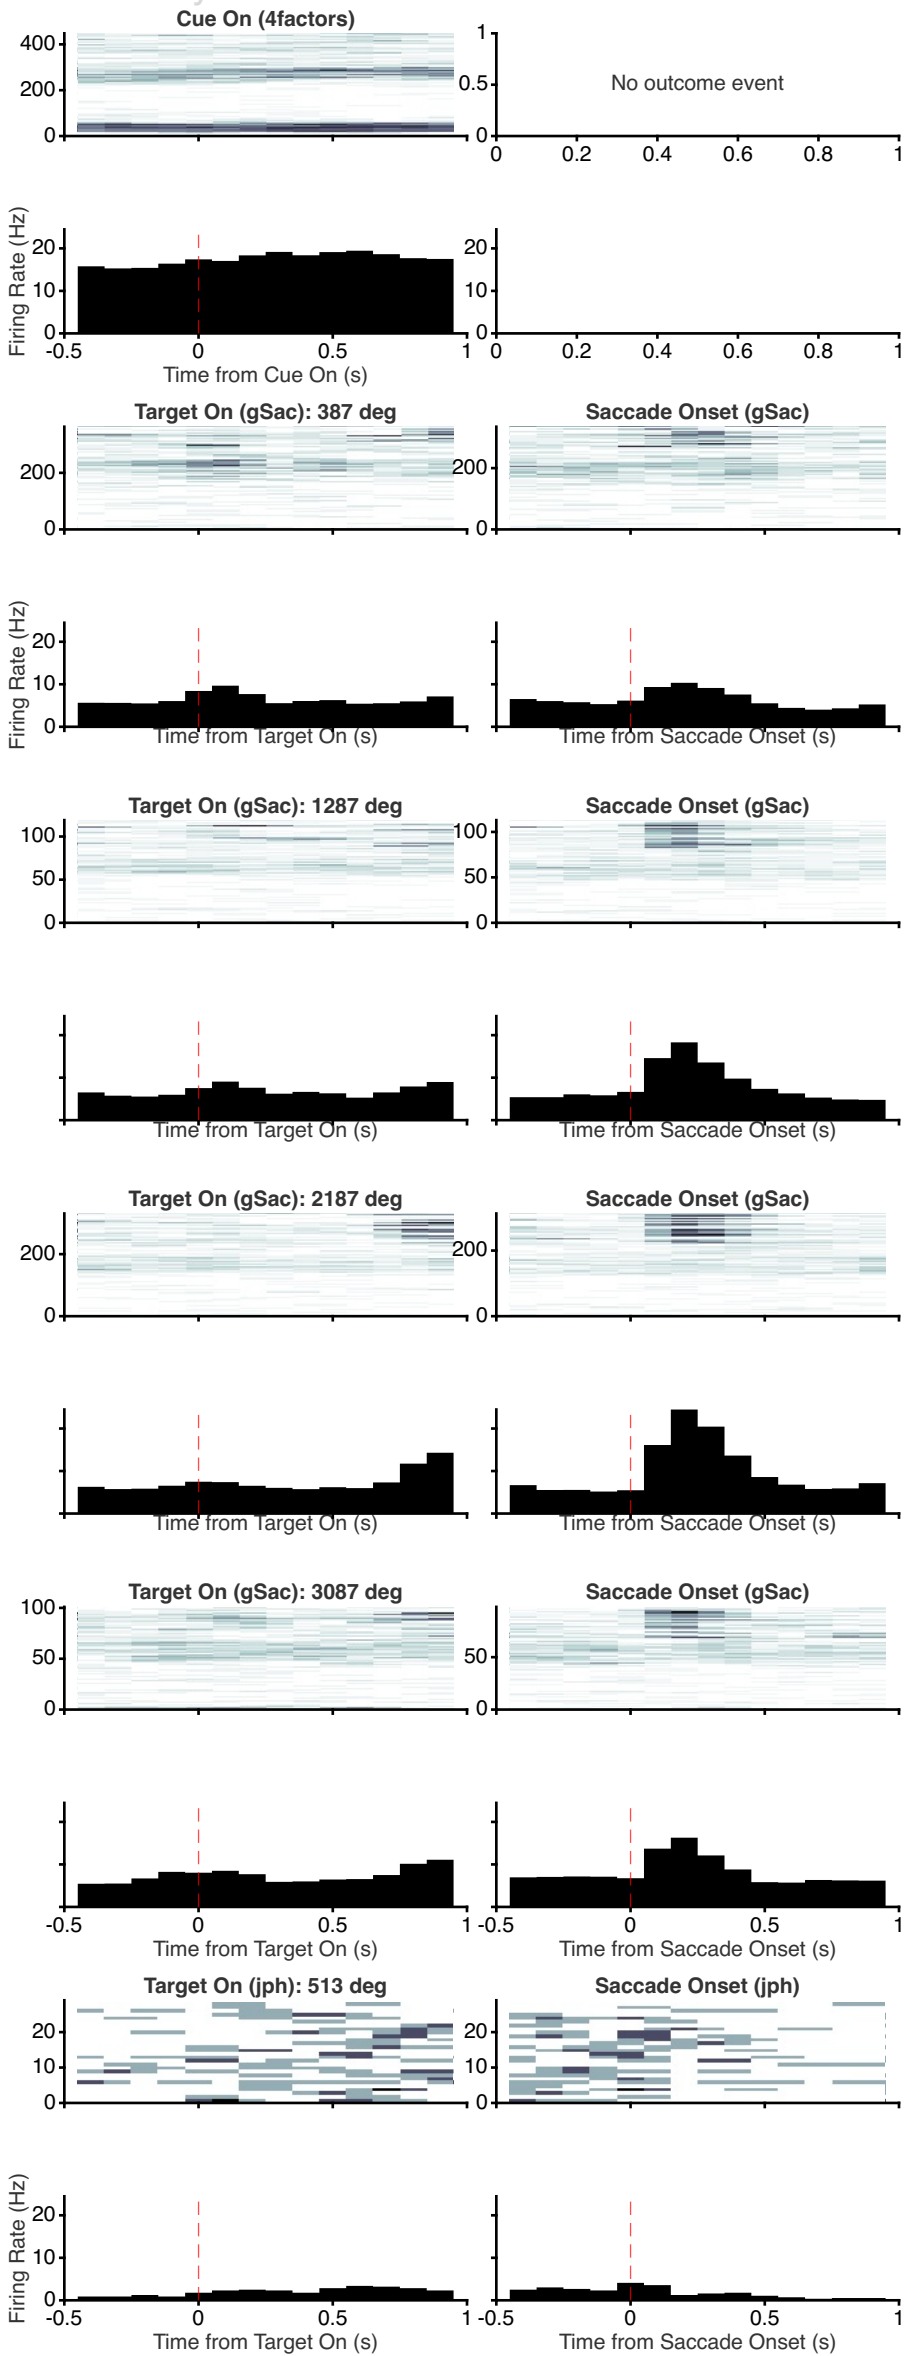 Cue On (4factors)
400
200
0
1
0.5
0
No outcome event
0 0.2 0.4 0.6 0.8 1
Firing Rate (Hz)
20
10
0
-0.5 0 0.5 1
Time from Cue On (s)
20
10
0
0 0.2 0.4 0.6 0.8 1
Target On (gSac): 387 deg
200
0
Saccade Onset (gSac)
200
0
Firing Rate (Hz)
20
10
0
Time from Target On (s)
20
10
0
Time from Saccade Onset (s)
Target On (gSac): 1287 deg
100
50
0
Saccade Onset (gSac)
100
50
0
Time from Target On (s)
Time from Saccade Onset (s)
Target On (gSac): 2187 deg
200
0
Saccade Onset (gSac)
200
0
Time from Target On (s)
Time from Saccade Onset (s)
Target On (gSac): 3087 deg
100
50
0
Saccade Onset (gSac)
50
0
-0.5 0 0.5 1
Time from Target On (s)
-0.5 0 0.5 1
Time from Saccade Onset (s)
Target On (jph): 513 deg
20
10
0
Saccade Onset (jph)
20
10
0
Firing Rate (Hz)
20
10
0
-0.5 0 0.5 1
Time from Target On (s)
20
10
0
-0.5 0 0.5 1
Time from Saccade Onset (s)